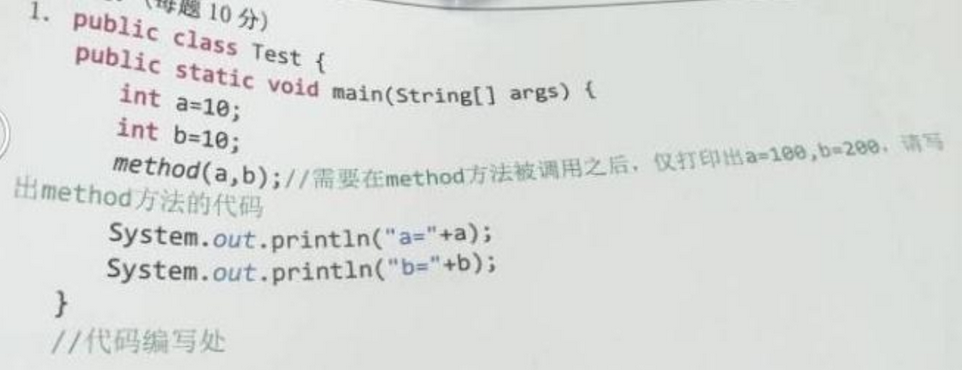 (每题 10 分)
1. public class Test {
public static void main(String[] args) {
int a=10;
int b=10;
method(a,b);//需要在method方法被调用之后，仅打印出a=100,b=200，请写
出method方法的代码
System.out.println("a="+a);
System.out.println("b="+b);
}
//代码编写处